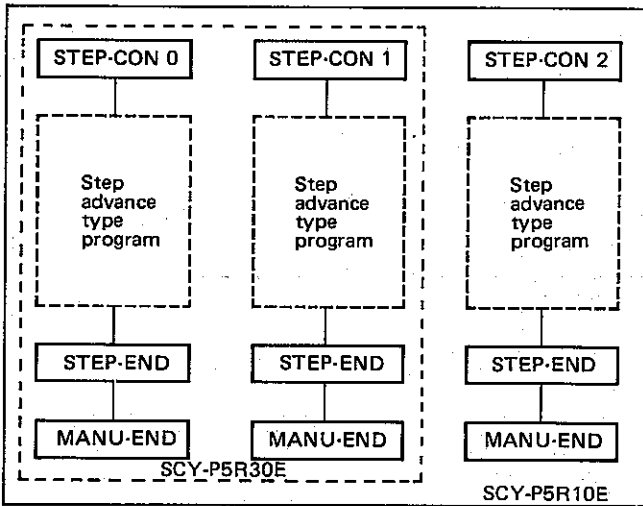 STEP·CON 0
STEP·CON 1
STEP·CON 2
Step
advance
type
program
Step
advance
type
program
Step
advance
type
program
STEP·END
STEP·END
STEP·END
MANU·END
MANU·END
MANU·END
SCY-P5R30E
SCY-P5R10E